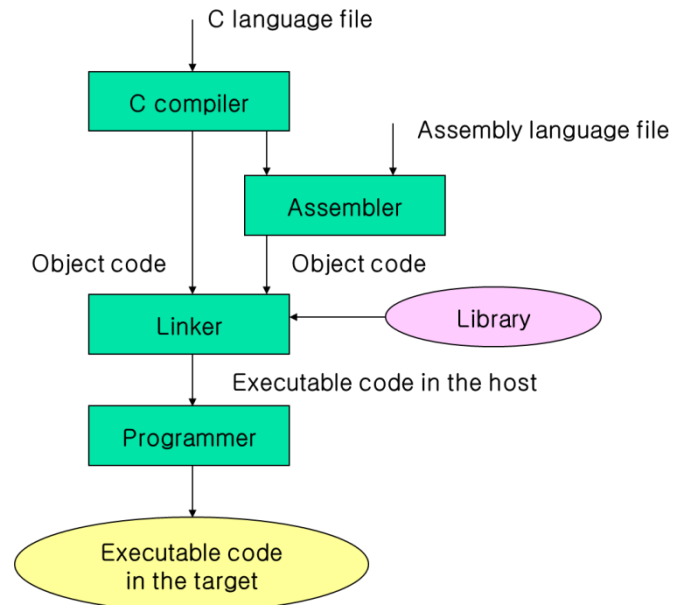 C language file
C compiler
Assembly language file
Assembler
Object code
Object code
Linker
Library
Executable code in the host
Programmer
Executable code
in the target